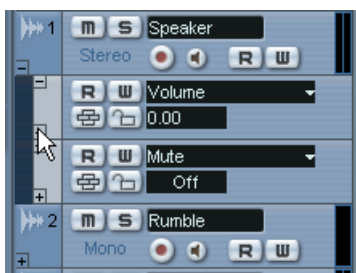 1 m S Speaker
Stereo R W
R W Volume
0.00
R W Mute
Off
2 m S Rumble
Mono R W